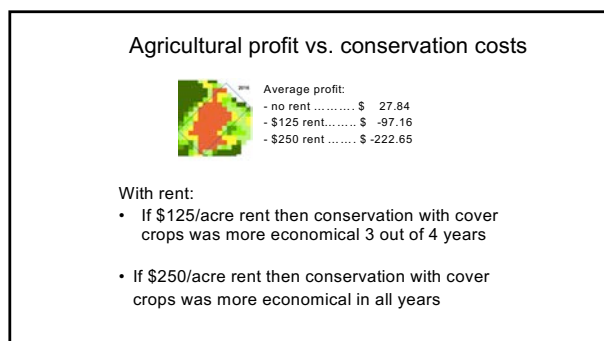 Agricultural profit vs. conservation costs
2016
Average profit:
- no rent .......... $ 27.84
- $125 rent........ $ -97.16
- $250 rent ....... $ -222.65
With rent:
• If $125/acre rent then conservation with cover
crops was more economical 3 out of 4 years
• If $250/acre rent then conservation with cover
crops was more economical in all years